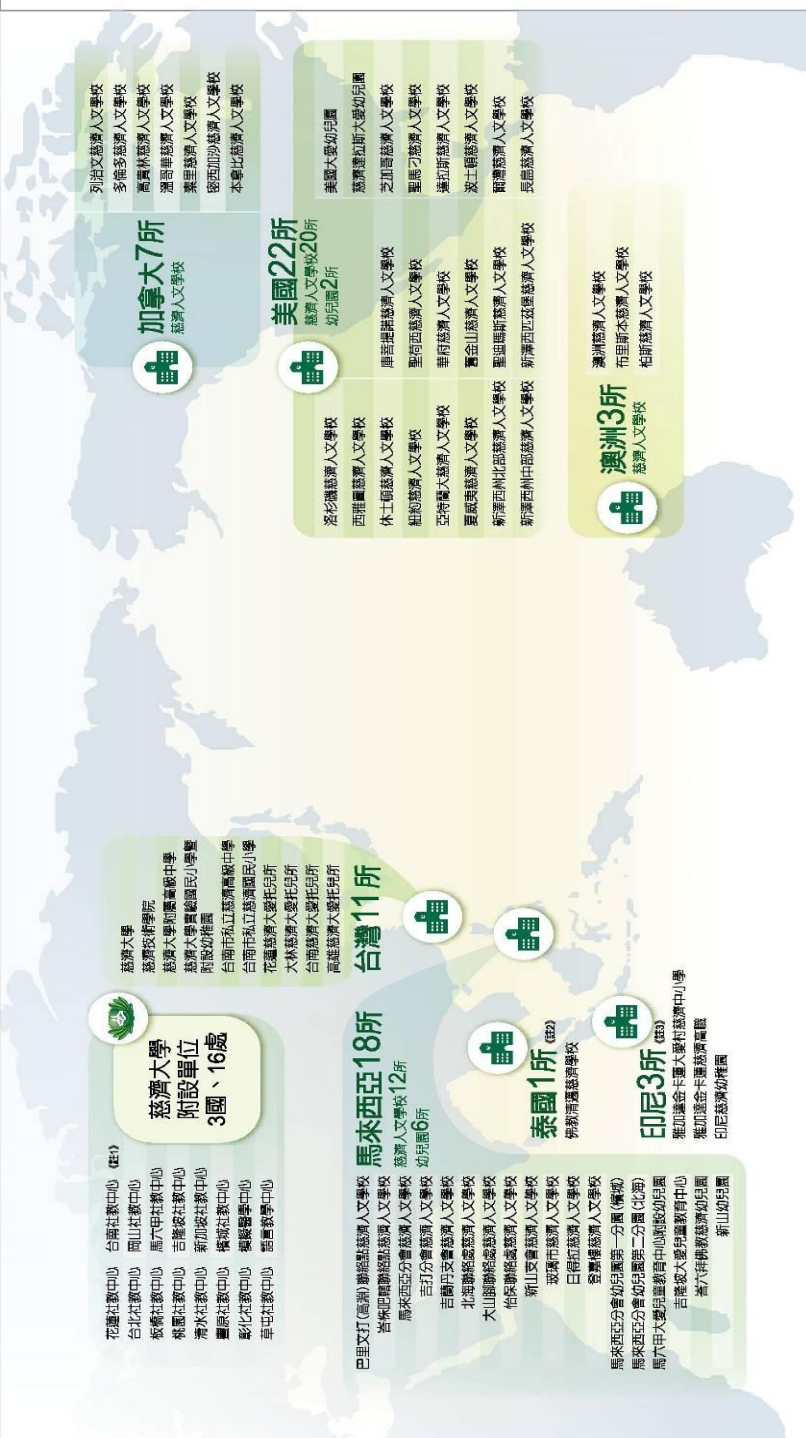 慈濟大學
附設單位
3國、16處
花蓮社教中心
台北社教中心
板橋社教中心
桃園社教中心
清水社教中心
豐原社教中心
彰化社教中心
草屯社教中心
台南社教中心(註1)
岡山社教中心
馬六甲社教中心
吉隆坡社教中心
新加坡社教中心
檳城社教中心
模擬醫學中心
語言教學中心
台灣11所
慈濟大學
慈濟技術學院
慈濟大學附屬高級中學
慈濟大學實驗國民小學暨
附設幼稚園
台南市私立慈濟高級中學
台南市私立慈濟國民小學
花蓮慈濟大愛托兒所
大林慈濟大愛托兒所
台南慈濟大愛托兒所
高雄慈濟大愛托兒所
馬來西亞18所
慈濟人文學校12所
幼兒園6所
巴里文打(高淵)聯絡點慈濟人文學校
峇株巴轄聯絡點慈濟人文學校
馬來西亞分會慈濟人文學校
吉打分會慈濟人文學校
吉蘭丹支會慈濟人文學校
北海聯絡處慈濟人文學校
大山腳聯絡處慈濟人文學校
怡保聯絡處慈濟人文學校
新山支會慈濟人文學校
玻璃市慈濟人文學校
日得拉慈濟人文學校
登嘉樓慈濟人文學校
馬來西亞分會幼兒園第一分園(檳城)
馬來西亞分會幼兒園第二分園(北海)
馬六甲大愛兒童教育中心附設幼兒園
吉隆坡大愛兒童教育中心
峇六拜佛教慈濟幼兒園
新山幼兒園
泰國1所(註2)
佛教清邁慈濟學校
印尼3所(註3)
雅加達金卡蓮大愛村慈濟中小學
雅加達金卡蓮慈濟高職
印尼慈濟幼稚園
加拿大7所
慈濟人文學校
列治文慈濟人文學校
多倫多慈濟人文學校
高貴林慈濟人文學校
溫哥華慈濟人文學校
素里慈濟人文學校
密西加沙慈濟人文學校
本拿比慈濟人文學校
美國22所
慈濟人文學校20所
幼兒園2所
洛杉磯慈濟人文學校
西雅圖慈濟人文學校
休士頓慈濟人文學校
紐約慈濟人文學校
亞特蘭大慈濟人文學校
夏威夷慈濟人文學校
新澤西州北部慈濟人文學校
新澤西州中部慈濟人文學校
庫菩提諾慈濟人文學校
聖荷西慈濟人文學校
華府慈濟人文學校
舊金山慈濟人文學校
聖迪瑪斯慈濟人文學校
新澤西匹茲堡慈濟人文學校
美國大愛幼兒園
慈濟達拉斯大愛幼兒園
芝加哥慈濟人文學校
聖馬刁慈濟人文學校
達拉斯慈濟人文學校
波士頓慈濟人文學校
爾灣慈濟人文學校
長島慈濟人文學校
澳洲3所
慈濟人文學校
澳洲慈濟人文學校
布里斯本慈濟人文學校
柏斯慈濟人文學校